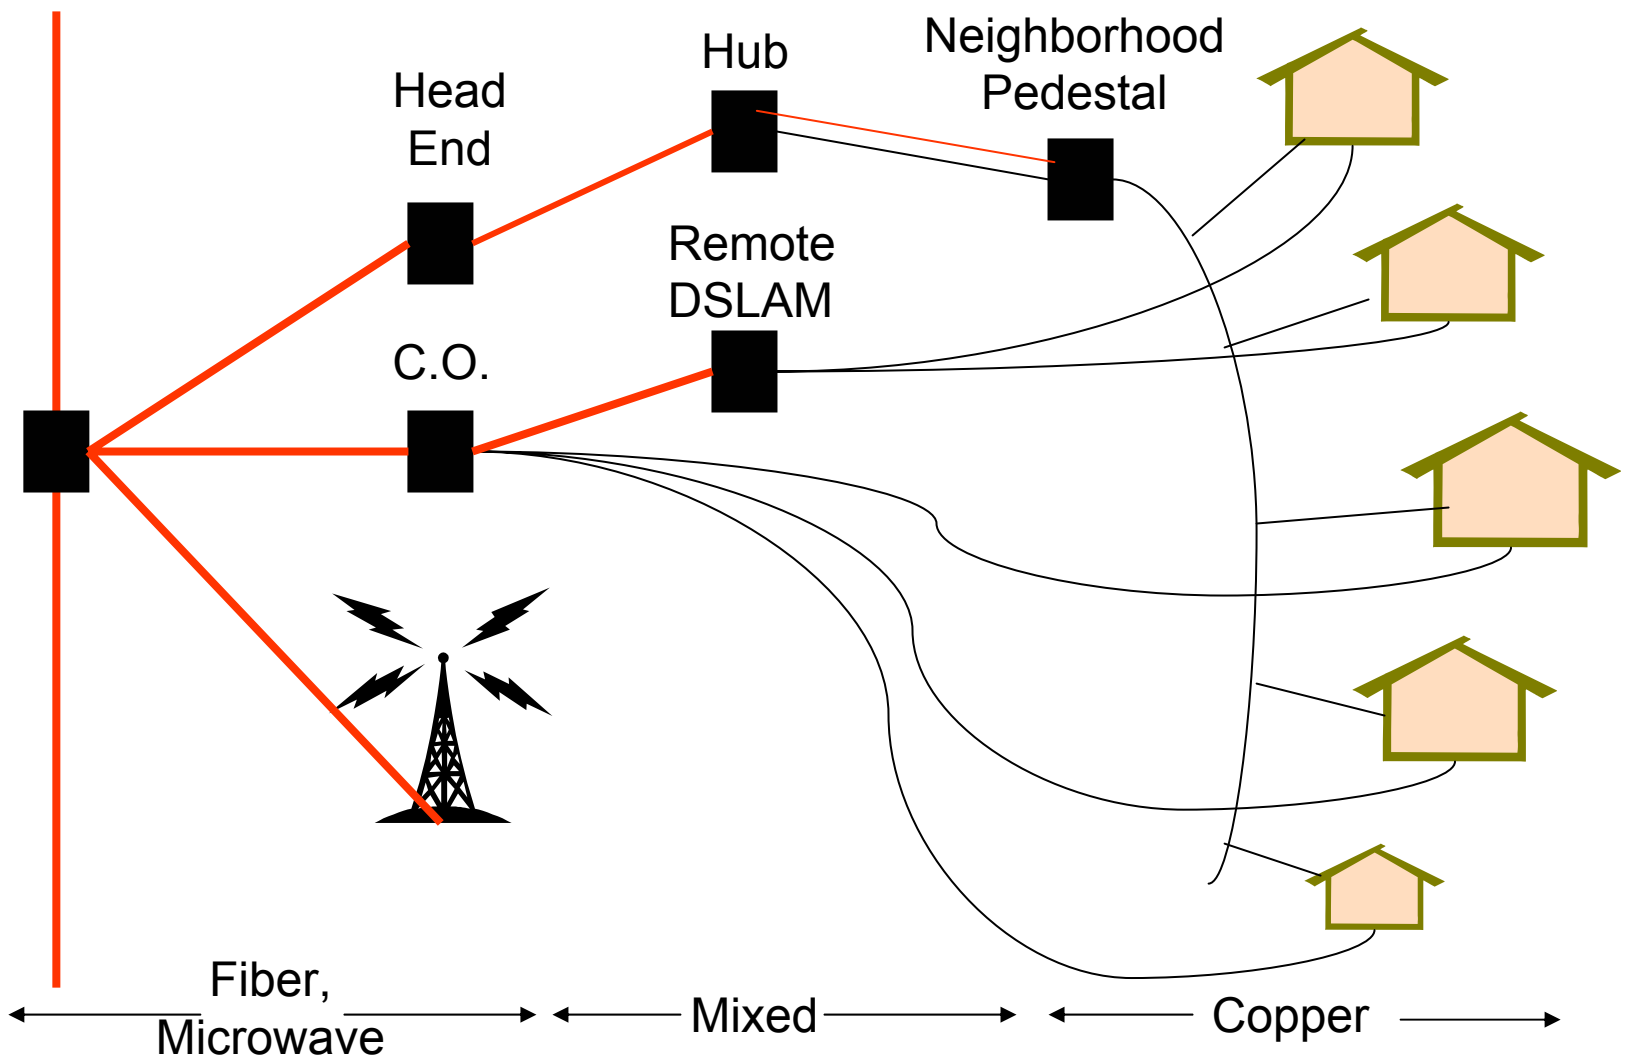 Neighborhood
Pedestal
Hub
Head
End
Remote
DSLAM
C.O.
Fiber,
Microwave
Mixed
Copper